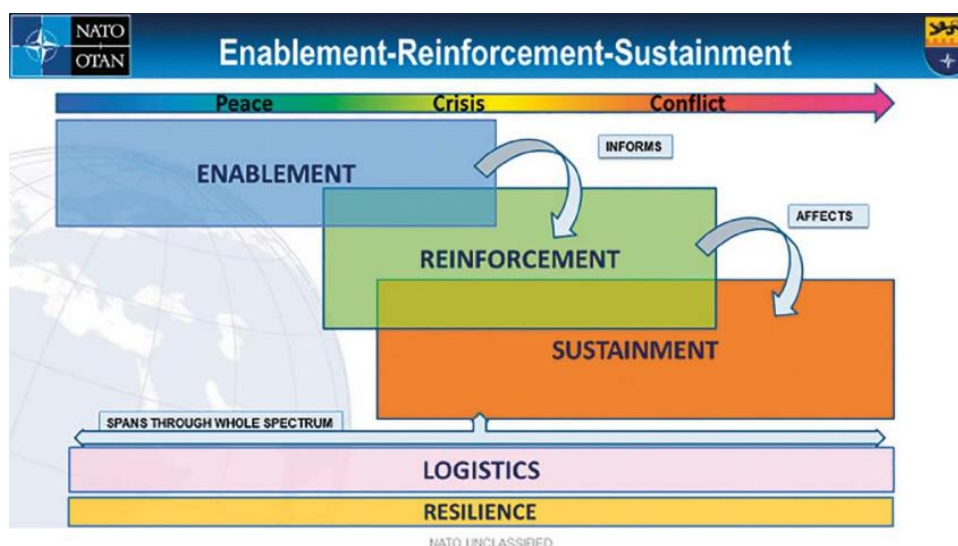 NATO
OTAN
Enablement-Reinforcement-Sustainment
Peace Crisis Conflict
ENABLEMENT
INFORMS
REINFORCEMENT
AFFECTS
SUSTAINMENT
SPANS THROUGH WHOLE SPECTRUM
LOGISTICS
RESILIENCE
NATO UNCLASSIFIED